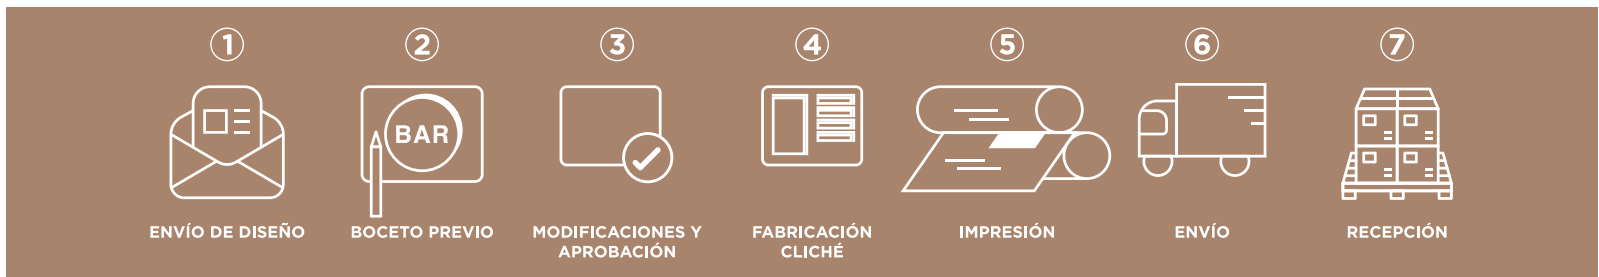 1
2
3
4
5
6
7
BAR
ENVÍO DE DISEÑO
BOCETO PREVIO
MODIFICACIONES Y
APROBACIÓN
FABRICACIÓN
CLICHÉ
IMPRESIÓN
ENVÍO
RECEPCIÓN